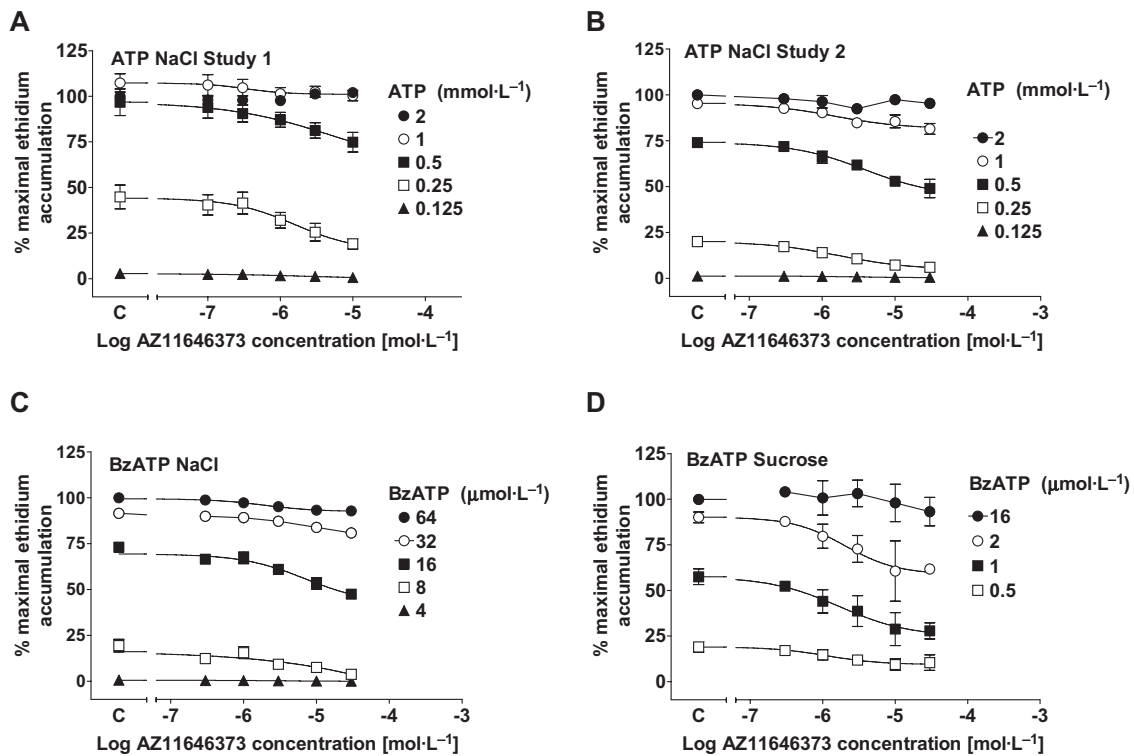 A
ATP NaCl Study 1
125
100
75
50
25
0
% maximal ethidium
accumulation
C
-7
-6
-5
-4
Log AZ11646373 concentration [mol·L–1]
ATP (mmol·L–1)
2
1
0.5
0.25
0.125
B
ATP NaCl Study 2
125
100
75
50
25
0
% maximal ethidium
accumulation
C
-7
-6
-5
-4
-3
Log AZ11646373 concentration [mol·L–1]
ATP (mmol·L–1)
2
1
0.5
0.25
0.125
C
BzATP NaCl
125
100
75
50
25
0
% maximal ethidium
accumulation
C
-7
-6
-5
-4
-3
Log AZ11646373 concentration [mol·L–1]
BzATP (μmol·L–1)
64
32
16
8
4
D
BzATP Sucrose
125
100
75
50
25
0
% maximal ethidium
accumulation
C
-7
-6
-5
-4
-3
Log AZ11646373 concentration [mol·L–1]
BzATP (μmol·L–1)
16
2
1
0.5